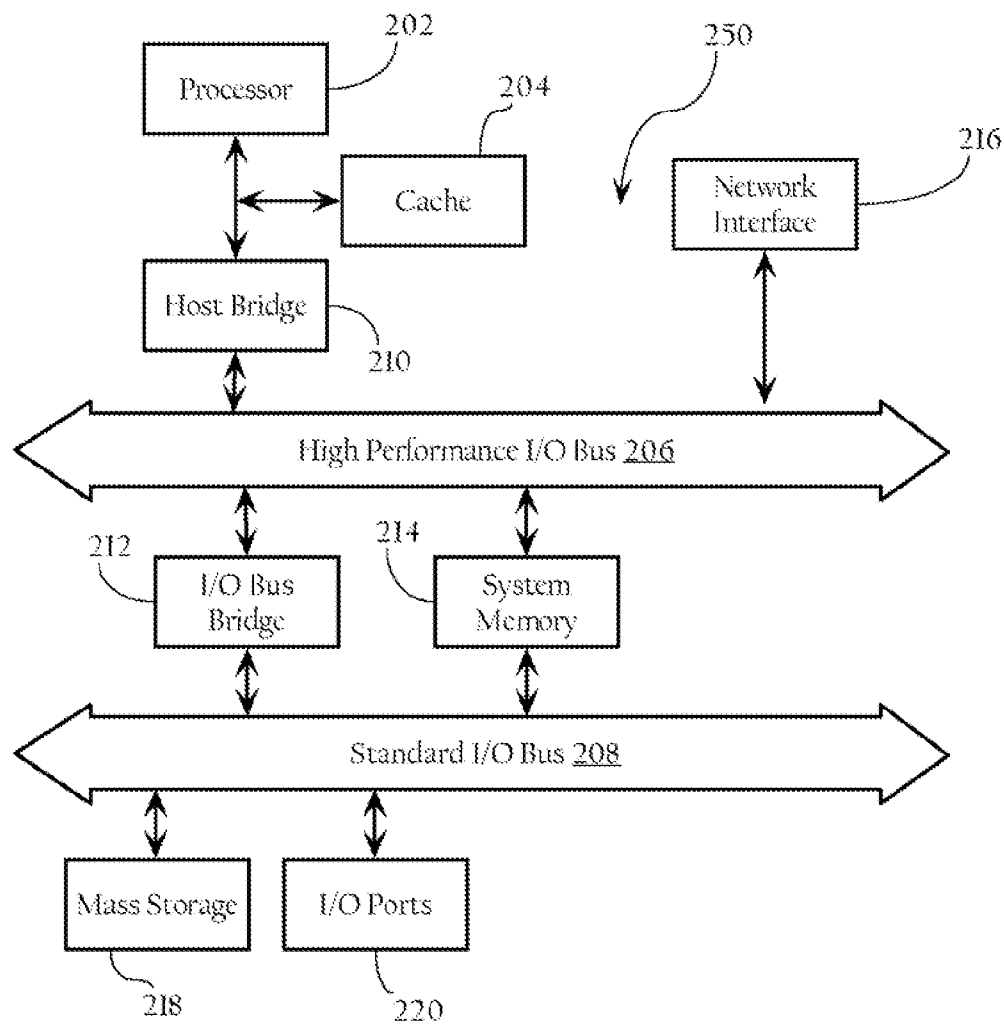 202
250
Processor
204
216
Cache
Network
Interface
Host Bridge
210
High Performance I/O Bus 206
212
214
I/O Bus
Bridge
System
Memory
Standard I/O Bus 208
Mass Storage
I/O Ports
218
220